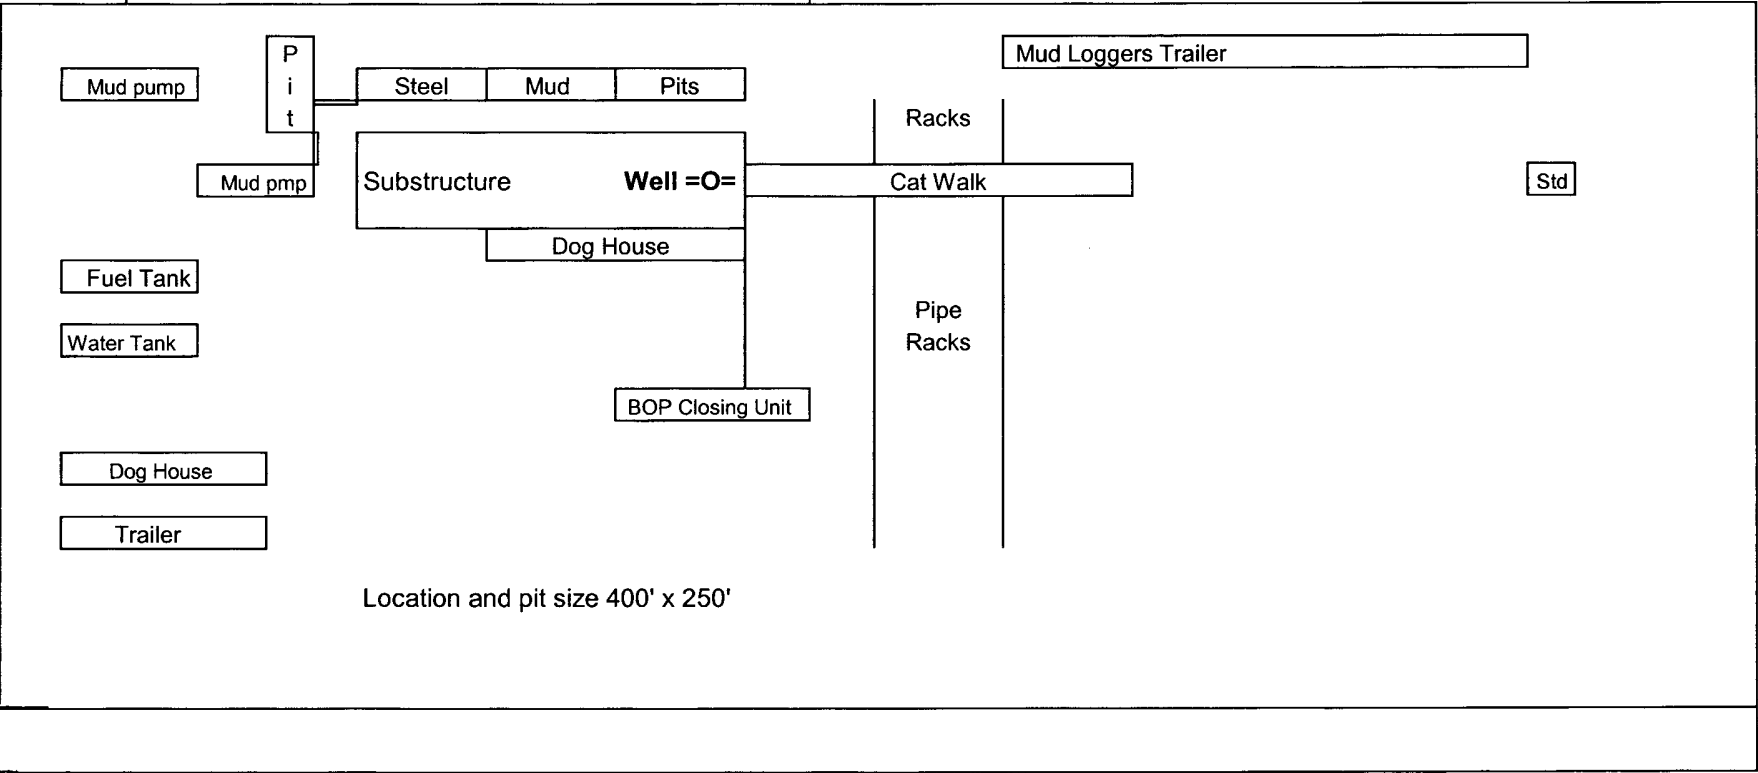 P
i
t
Mud Loggers Trailer
Mud pump
Steel Mud Pits
Racks
Mud pmp
Substructure Well =O=
Cat Walk
Std
Dog House
Fuel Tank
Pipe
Racks
Water Tank
BOP Closing Unit
Dog House
Trailer
Location and pit size 400' x 250'